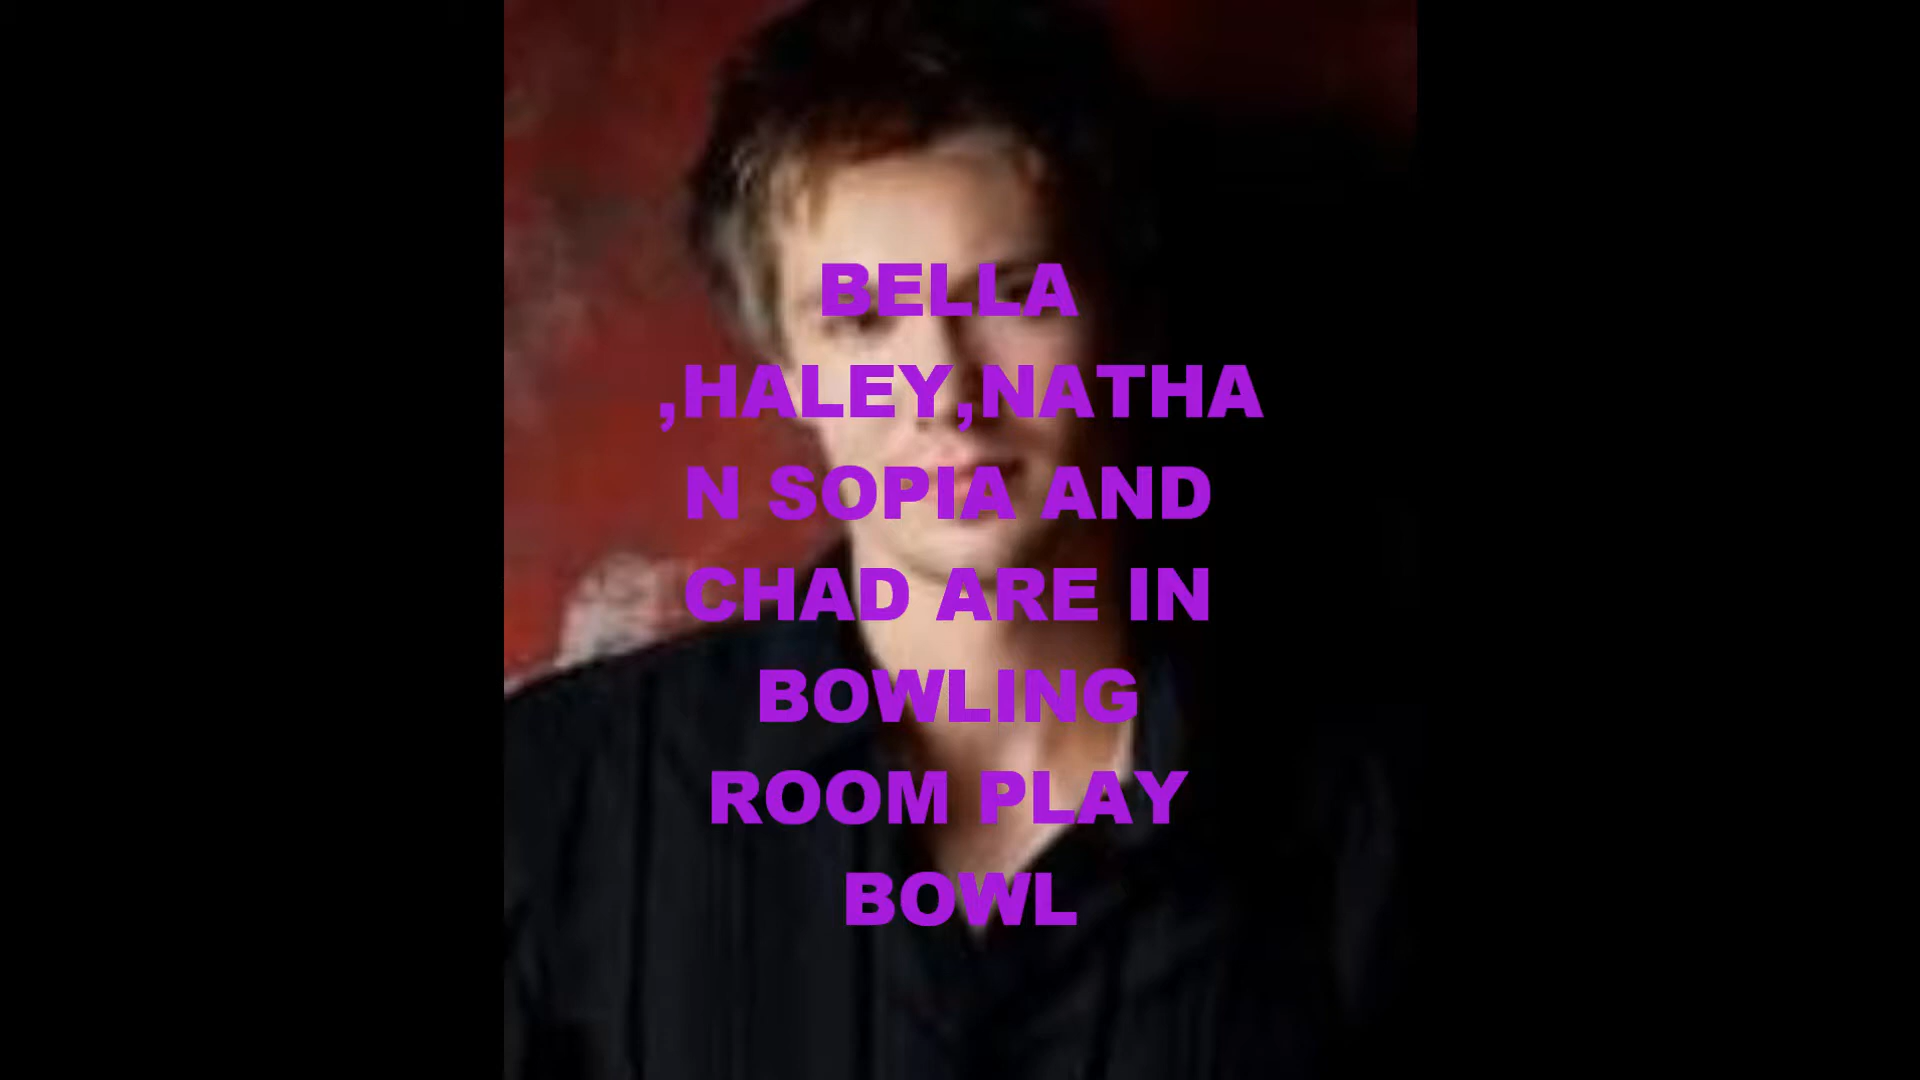 BELLA
,HALEY,NATHA
N SOPIA AND
CHAD ARE IN
BOWLING
ROOM PLAY
BOWL